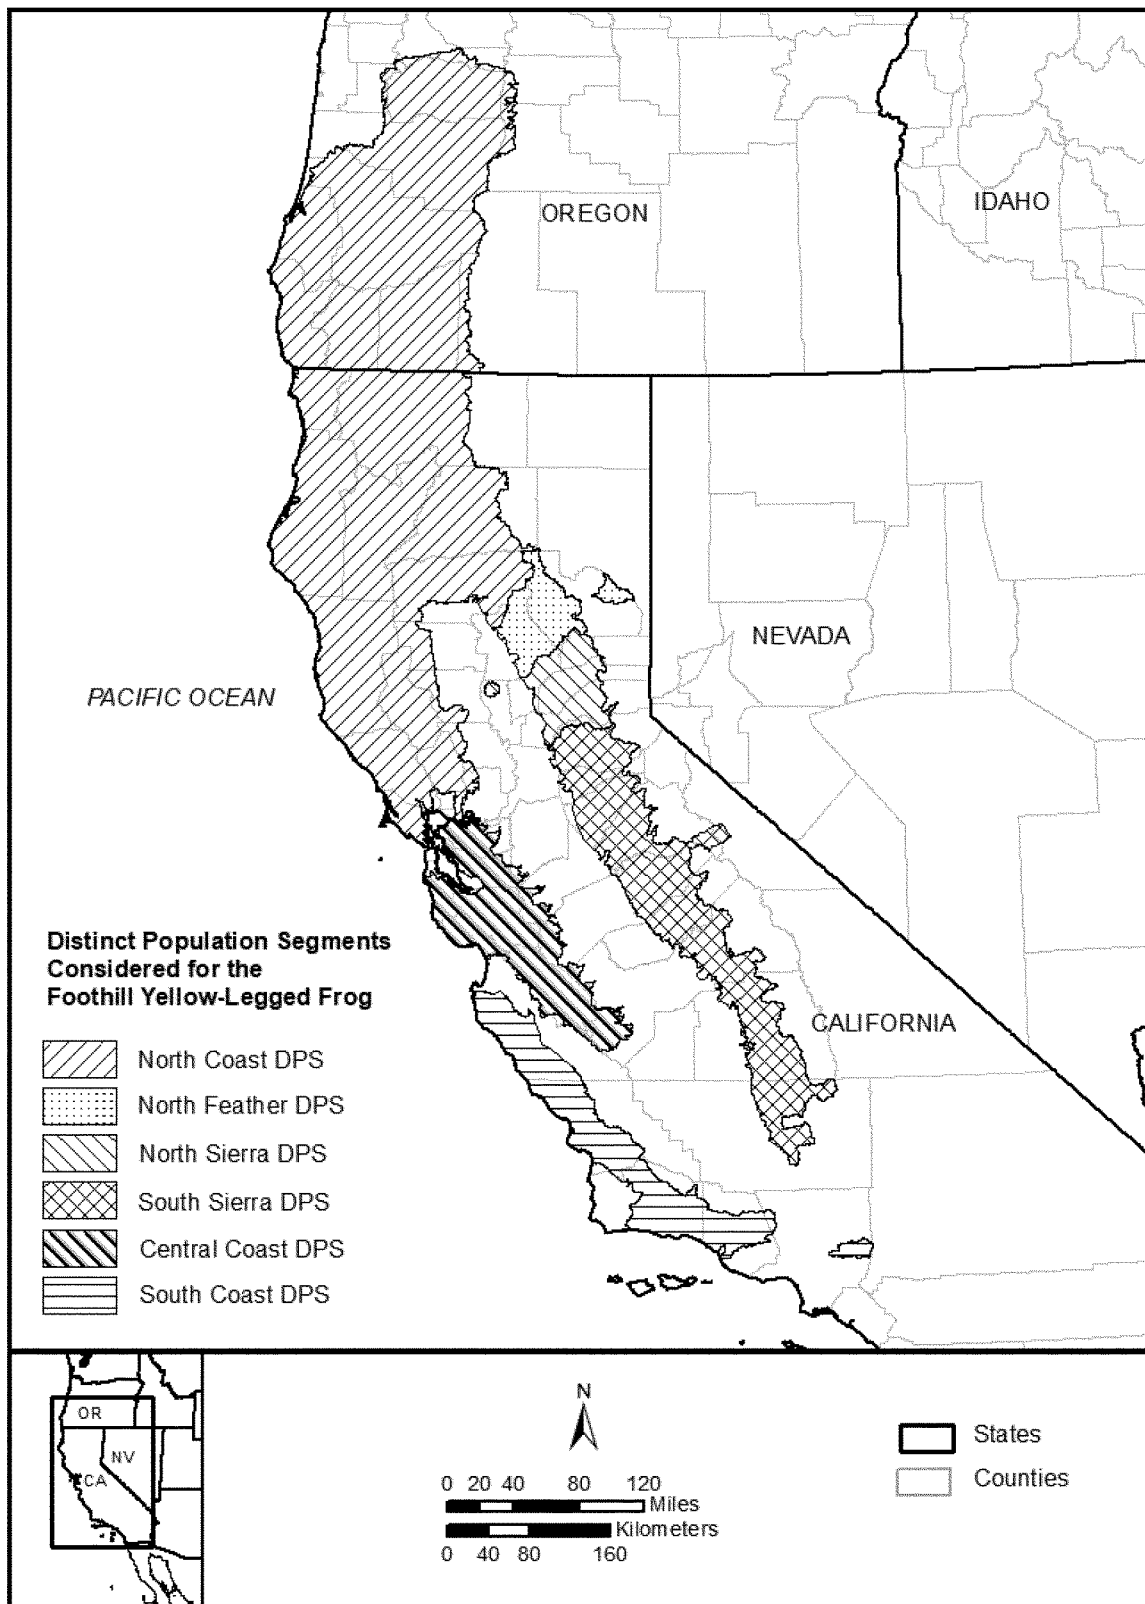 OREGON
IDAHO
NEVADA
PACIFIC OCEAN
CALIFORNIA
Distinct Population Segments
Considered for the
Foothill Yellow-Legged Frog
North Coast DPS
North Feather DPS
North Sierra DPS
South Sierra DPS
Central Coast DPS
South Coast DPS
OR
NV
CA
N
0 20 40 80 120
Miles
Kilometers
0 40 80 160
States
Counties